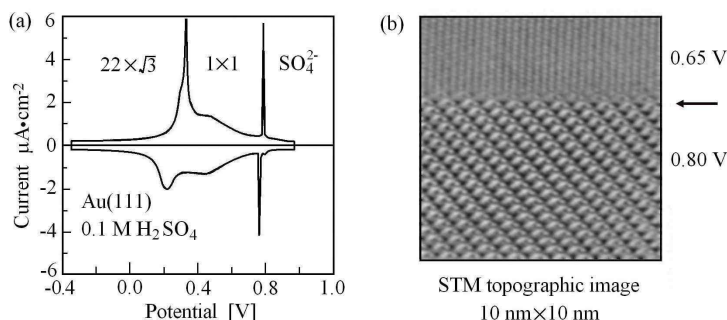 (a)
6
4
2
0
-2
-4
-6
Current μA•cm⁻²
22×√3
1×1
SO₄²⁻
Au(111)
0.1 M H₂SO₄
-0.4
0.0
0.4
0.8
1.0
Potential [V]
(b)
0.65 V
0.80 V
STM topographic image
10 nm×10 nm